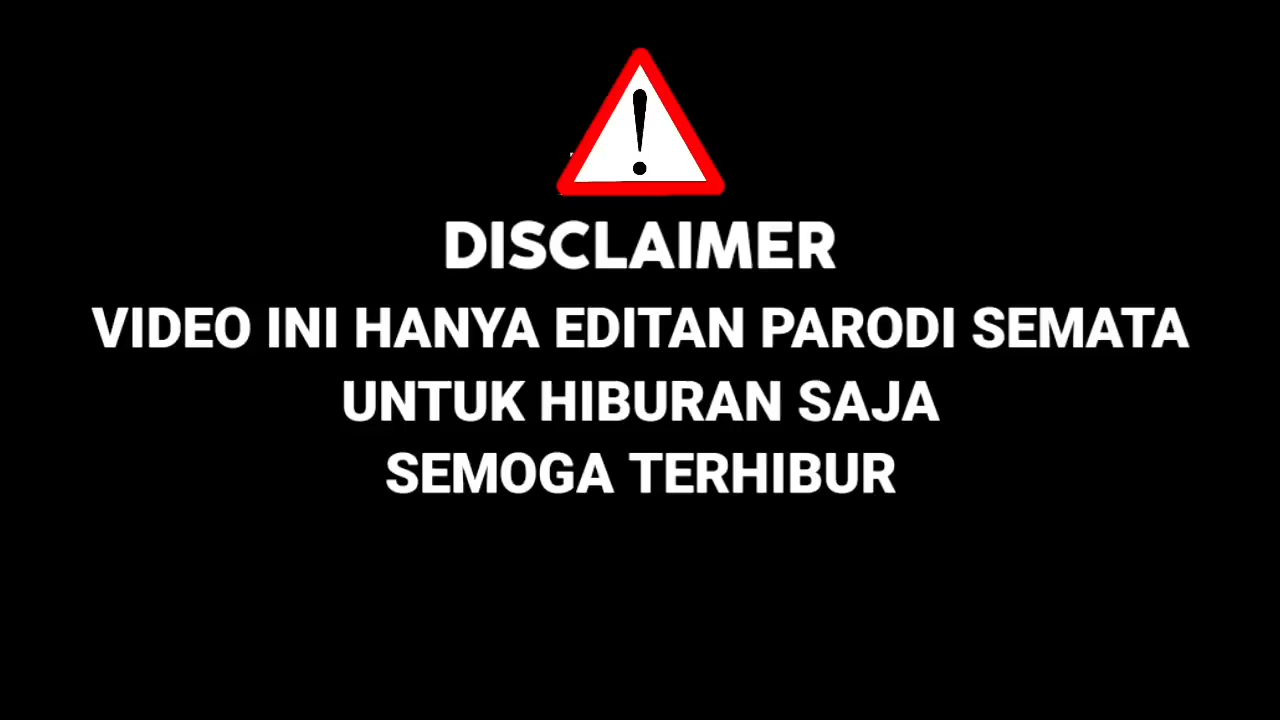 DISCLAIMER
VIDEO INI HANYA EDITAN PARODI SEMATA
UNTUK HIBURAN SAJA
SEMOGA TERHIBUR